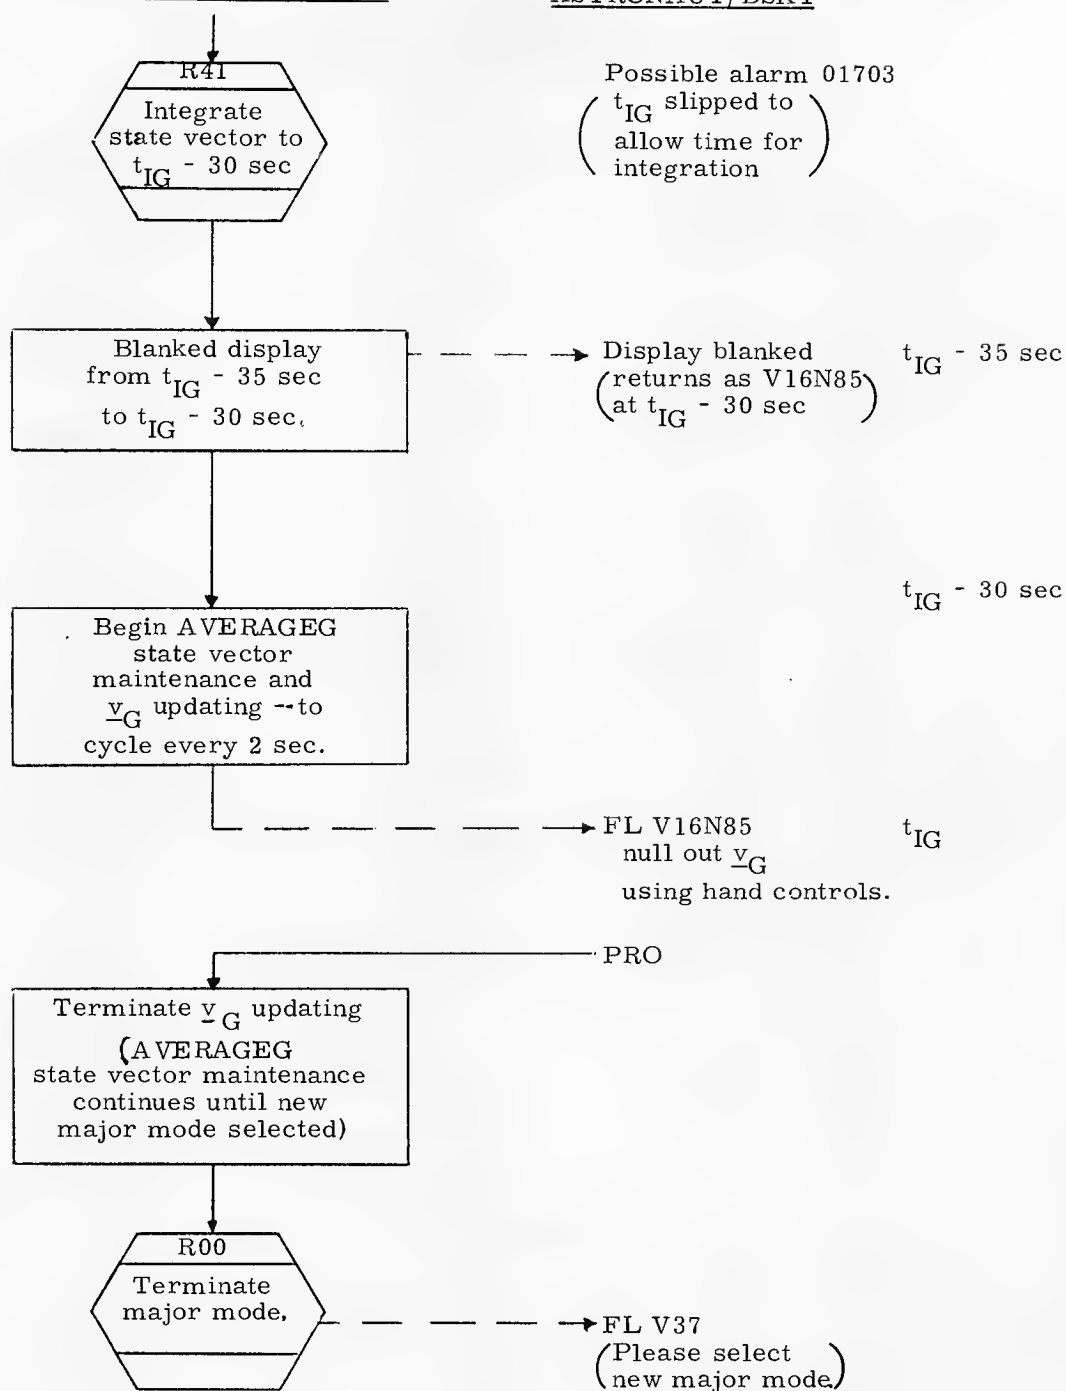 ASTRONAUT/DSKY
R41
Integrate
state vector to
tIG - 30 sec
Possible alarm 01703
(tIG slipped to
allow time for
integration)
Blanked display
from tIG - 35 sec
to tIG - 30 sec.
Display blanked
(returns as V16N85
at tIG - 30 sec)
tIG - 35 sec
tIG - 30 sec
Begin AVERAGEG
state vector
maintenance and
vG updating --to
cycle every 2 sec.
FL V16N85
null out vG
using hand controls.
tIG
PRO
Terminate vG updating
(AVERAGEG
state vector maintenance
continues until new
major mode selected)
R00
Terminate
major mode.
FL V37
(Please select
new major mode)